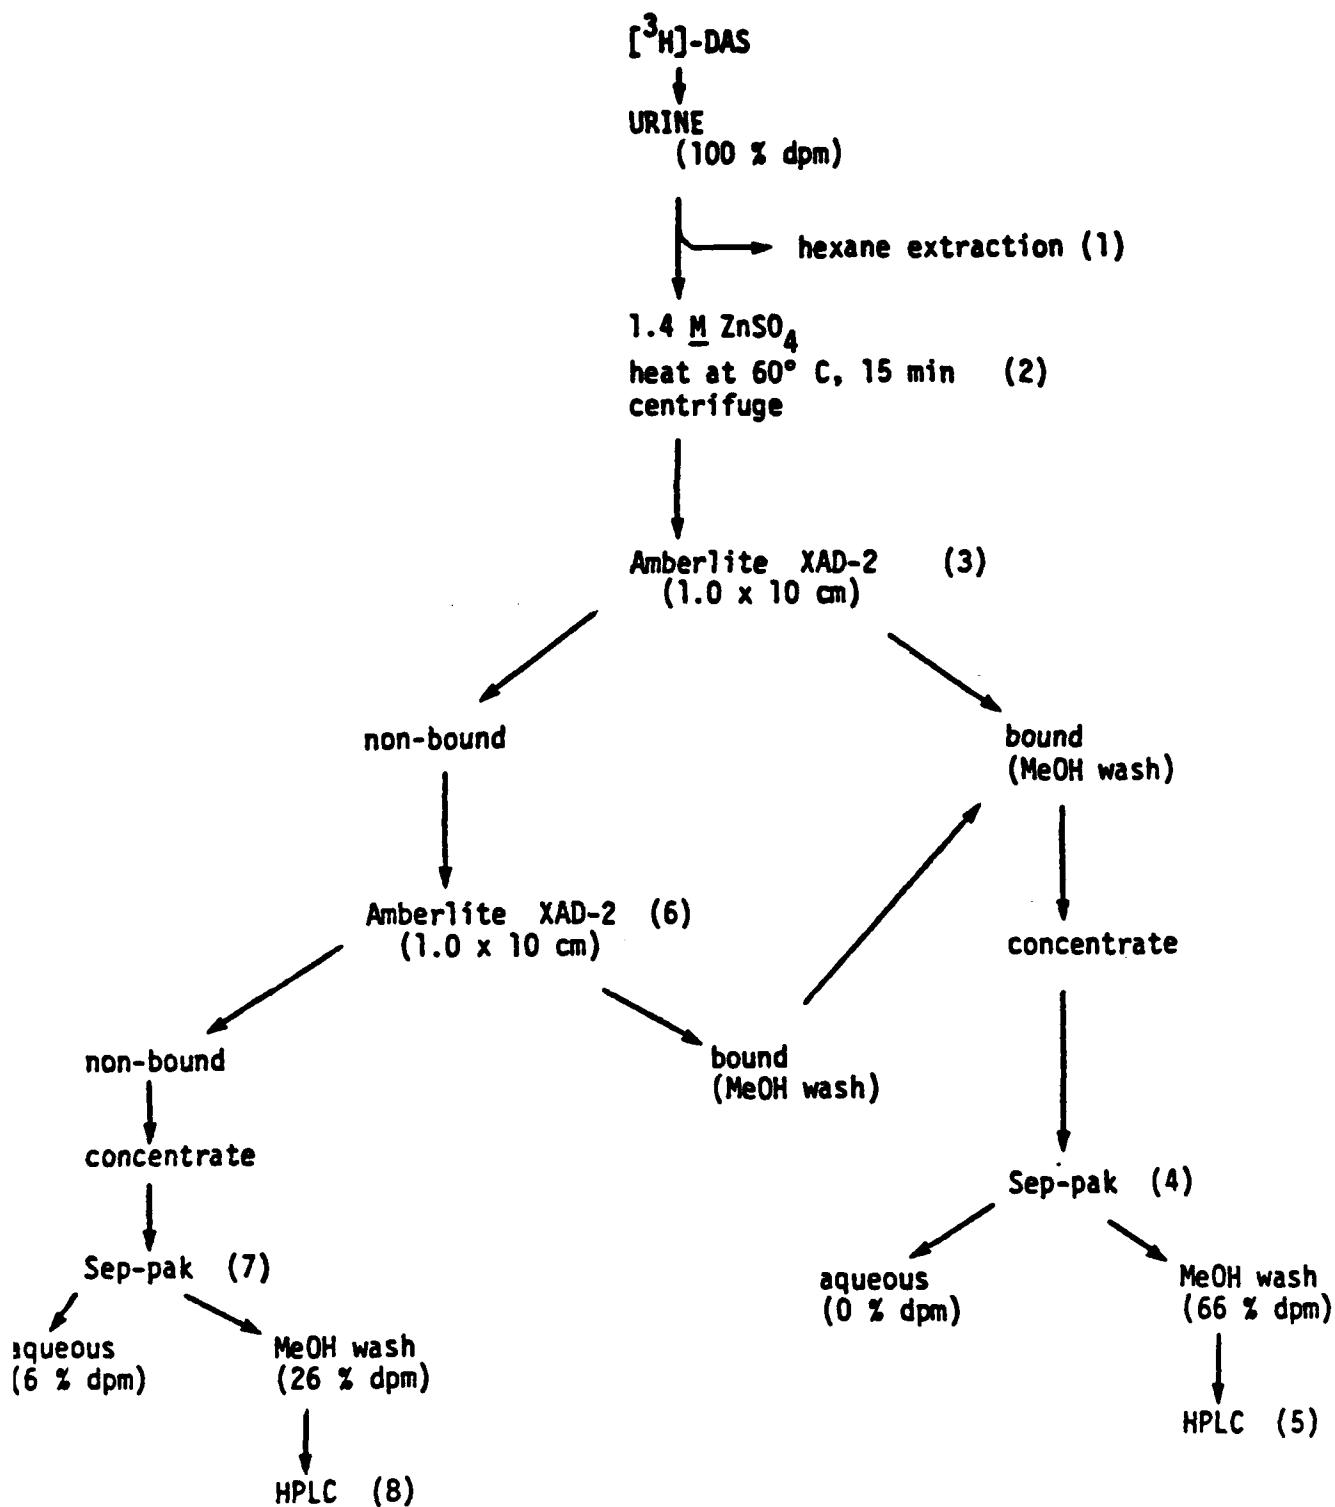 [³H]-DAS
URINE
(100 % dpm)
hexane extraction (1)
1.4 M ZnSO₄
heat at 60° C, 15 min (2)
centrifuge
Amberlite XAD-2 (3)
(1.0 x 10 cm)
non-bound
bound
(MeOH wash)
Amberlite XAD-2 (6)
(1.0 x 10 cm)
concentrate
non-bound
bound
(MeOH wash)
concentrate
Sep-pak (4)
Sep-pak (7)
aqueous
(0 % dpm)
MeOH wash
(66 % dpm)
aqueous
(6 % dpm)
MeOH wash
(26 % dpm)
HPLC (5)
HPLC (8)